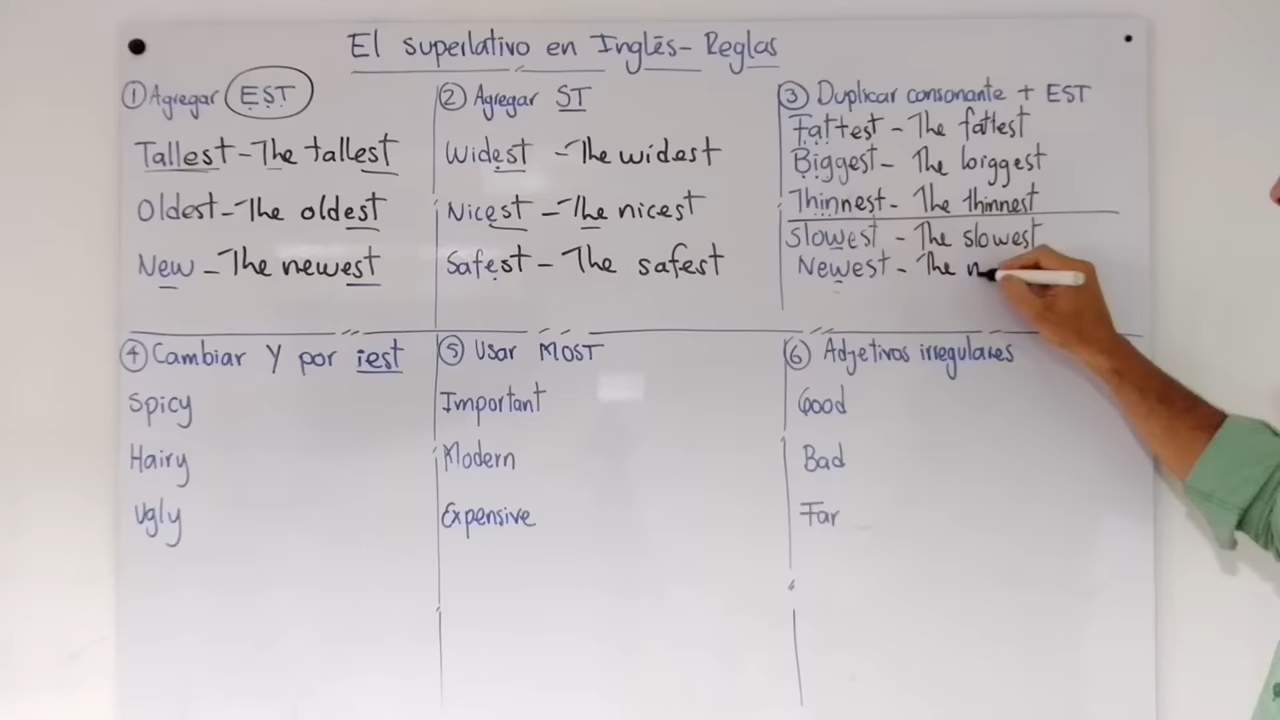 El superlativo en Inglés - Reglas
① Agregar EST
Tallest - The tallest
Oldest - The oldest
New - The newest
② Agregar ST
Widest - The widest
Nicest - The nicest
Safest - The safest
③ Duplicar consonante + EST
Fattest - The fattest
Biggest - The biggest
Thinnest - The thinnest
Slowest - The slowest
Newest - The n
④ Cambiar Y por iest
Spicy
Hairy
Ugly
⑤ Usar MOST
Important
Modern
Expensive
⑥ Adjetivos irregulares
Good
Bad
Far